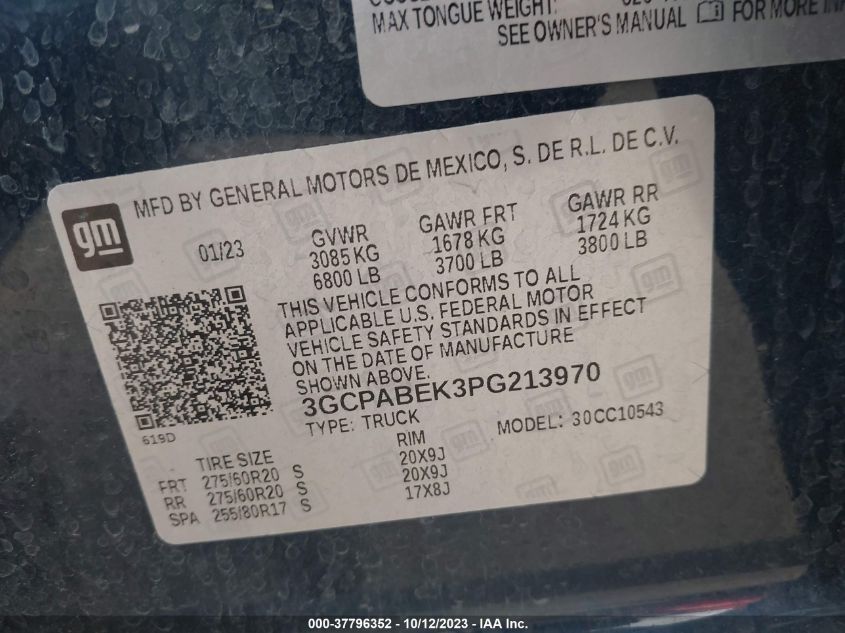 MAX TONGUE WEIGHT:
SEE OWNER'S MANUAL FOR MORE
MFD BY GENERAL MOTORS DE MEXICO, S. DE R.L. DE C.V.
gm
01/23
GVWR
3085 KG
6800 LB
GAWR FRT
1678 KG
3700 LB
GAWR RR
1724 KG
3800 LB
THIS VEHICLE CONFORMS TO ALL
APPLICABLE U.S. FEDERAL MOTOR
VEHICLE SAFETY STANDARDS IN EFFECT
ON THE DATE OF MANUFACTURE
SHOWN ABOVE.
3GCPABEK3PG213970
TYPE: TRUCK
MODEL: 30CC10543
619D
TIRE SIZE
RIM
FRT 275/60R20 S 20X9J
RR 275/60R20 S 20X9J
SPA 255/80R17 S 17X8J
000-37796352 - 10/12/2023 - IAA Inc.